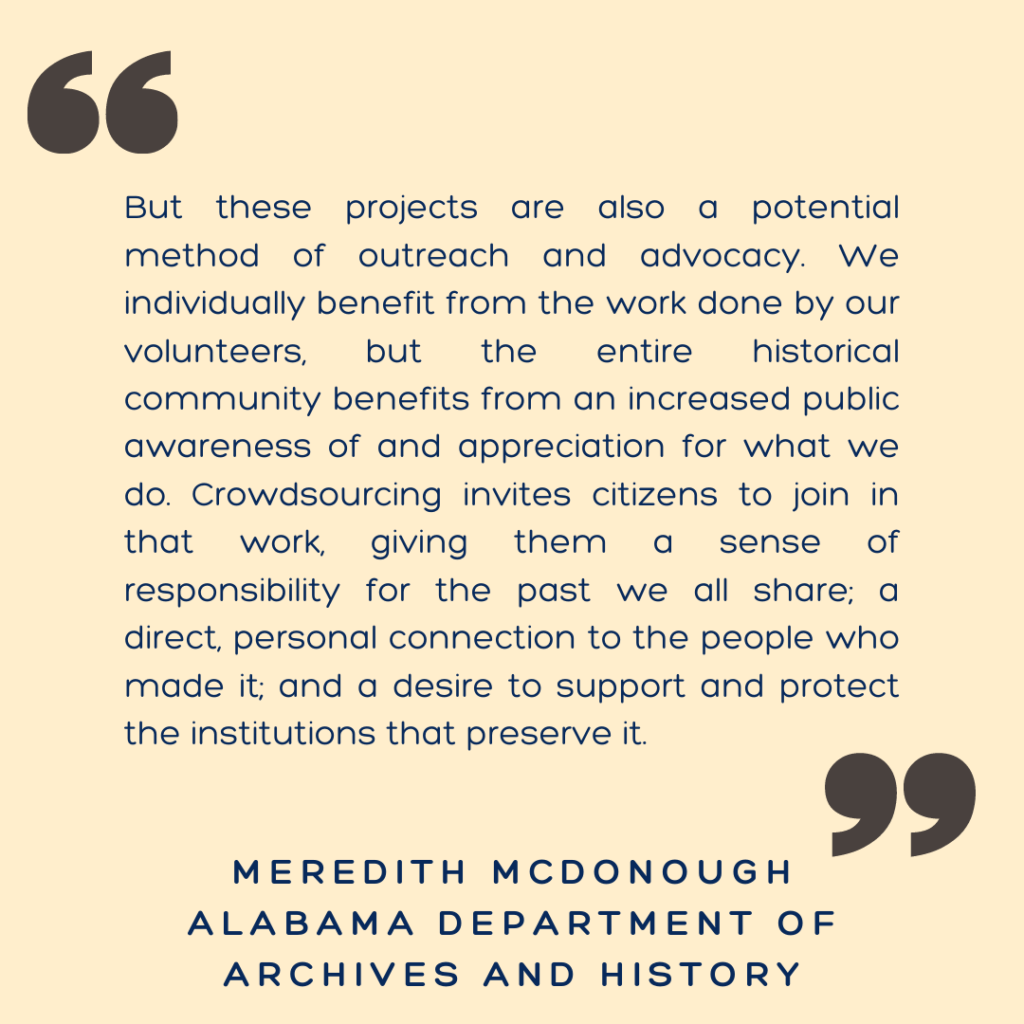 “
But these projects are also a potential
method of outreach and advocacy. We
individually benefit from the work done by our
volunteers, but the entire historical
community benefits from an increased public
awareness of and appreciation for what we
do. Crowdsourcing invites citizens to join in
that work, giving them a sense of
responsibility for the past we all share; a
direct, personal connection to the people who
made it; and a desire to support and protect
the institutions that preserve it.
”
MEREDITH MCDONOUGH
ALABAMA DEPARTMENT OF
ARCHIVES AND HISTORY